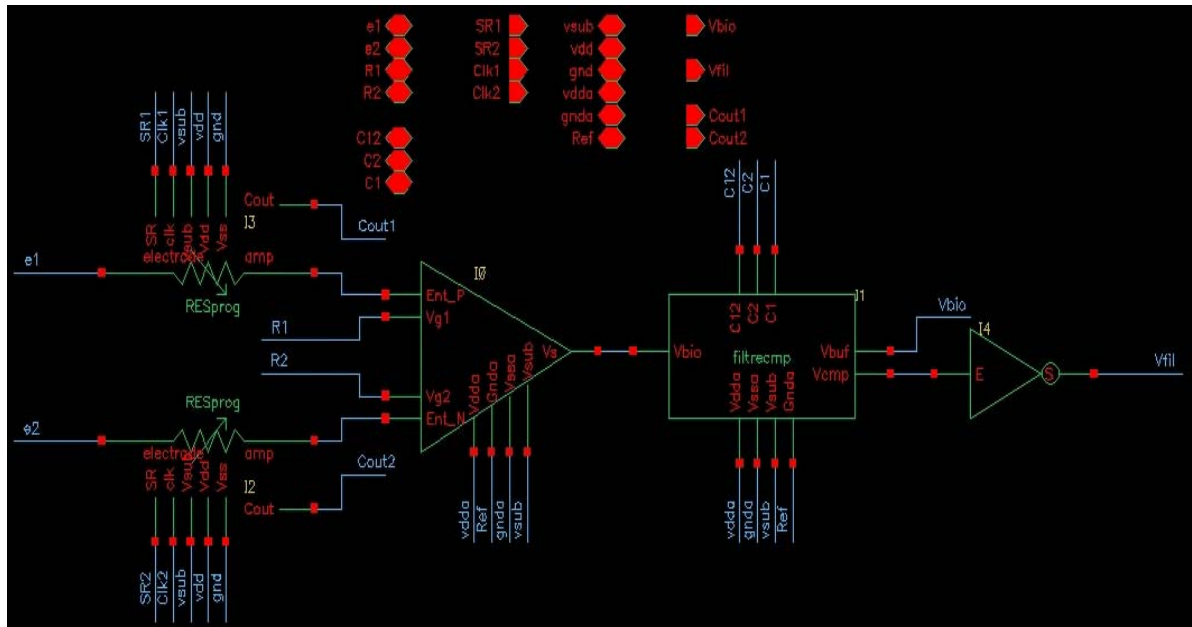 e1 SR1 vsub Vbio
e2 SR2 vdd
R1 Clk1 gnd Vfil
R2 Clk2 vdda
gnda Cout1
C12 Ref Cout2
C2
C1
SR1 Clk1 vsub vdd gnd
C12 C2 C1
Cout
I3
Cout1
SR clk Vsub Vdd Vss
electrode amp
e1
RESprog
I0
Ent_P
Vg1
R1
R2
Vg2
Ent_N
Vs
Vdda Gnda Vssa Vsub
vdda Ref gnda vsub
I1
C12 C2 C1
Vbio
filtrecmp
Vbuf
Vcmp
Vdda Vssa Vsub Gnda
vdda gnda vsub Ref
Vbio
I4
E
S
Vfil
RESprog
e2
electrode amp
Cout2
SR clk Vsub Vdd Vss
I2
Cout
SR2 Clk2 vsub vdd gnd